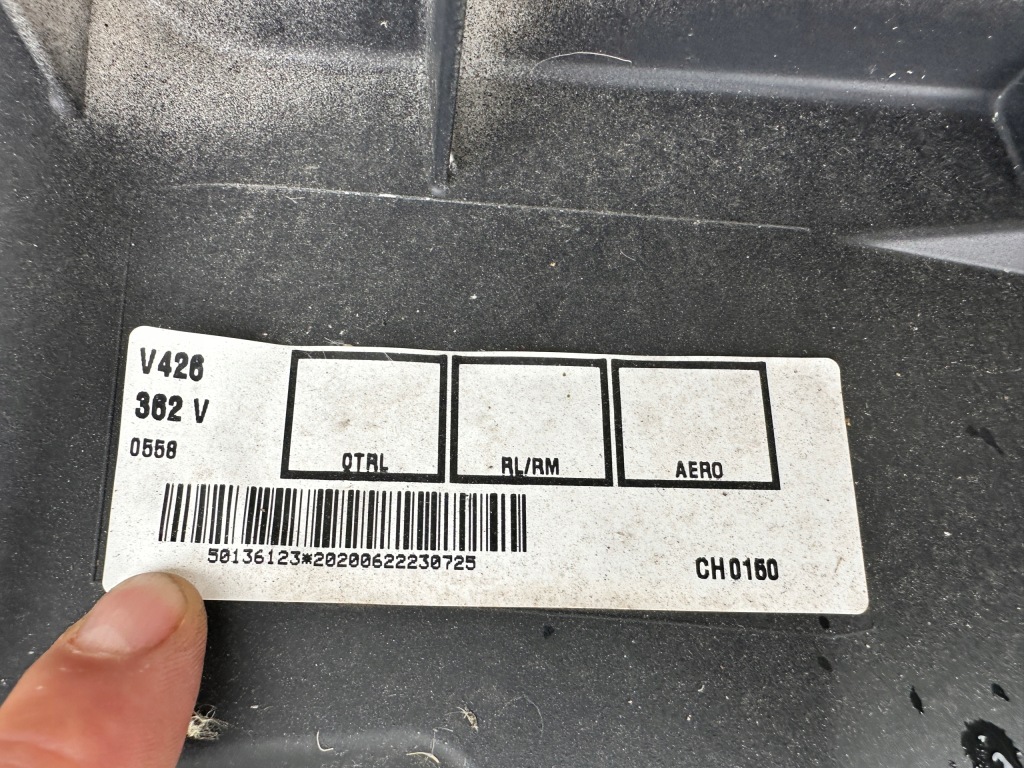 V426
362 V
0558
QTRL
RL/RM
AERO
50136123*20200622230725
CH0150